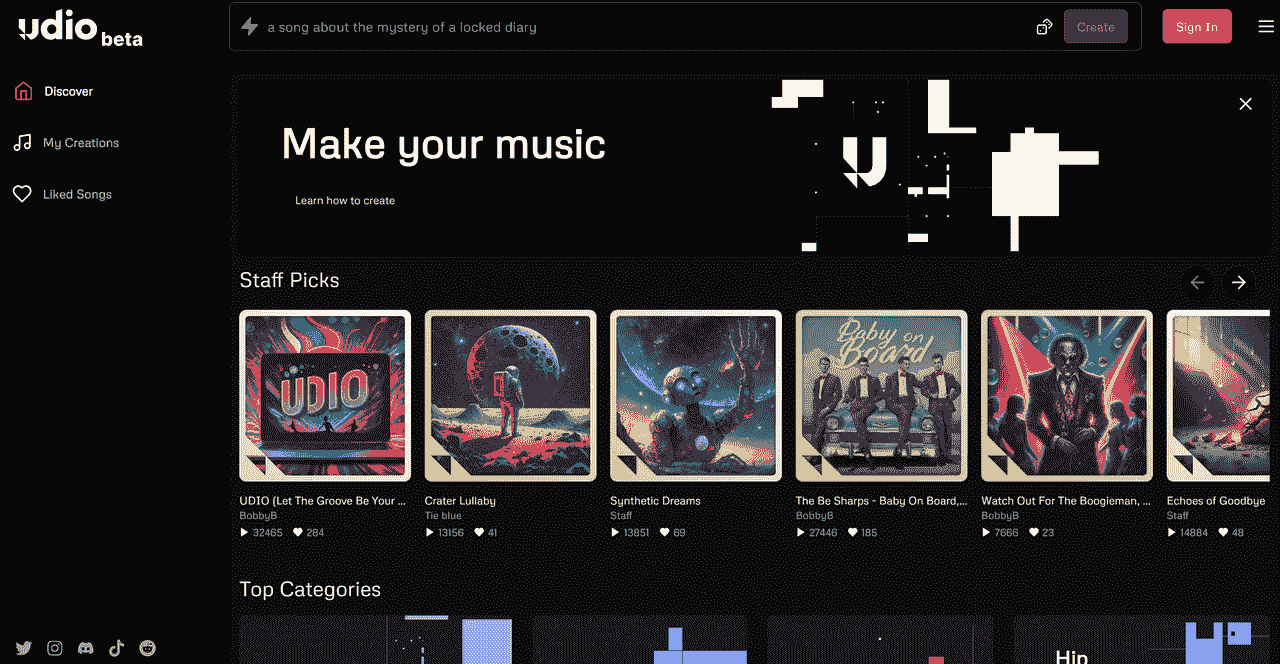 udio beta
a song about the mystery of a locked diary
Create
Sign In
Discover
My Creations
Liked Songs
Make your music
Learn how to create
Staff Picks
UDIO
Baby on Board
UDIO (Let The Groove Be Your ...
BobbyB
32465 284
Crater Lullaby
Tie blue
13156 41
Synthetic Dreams
Staff
13851 69
The Be Sharps - Baby On Board,...
BobbyB
27446 185
Watch Out For The Boogieman, ...
BobbyB
7666 23
Echoes of Goodbye
Staff
14884 48
Top Categories
Hip